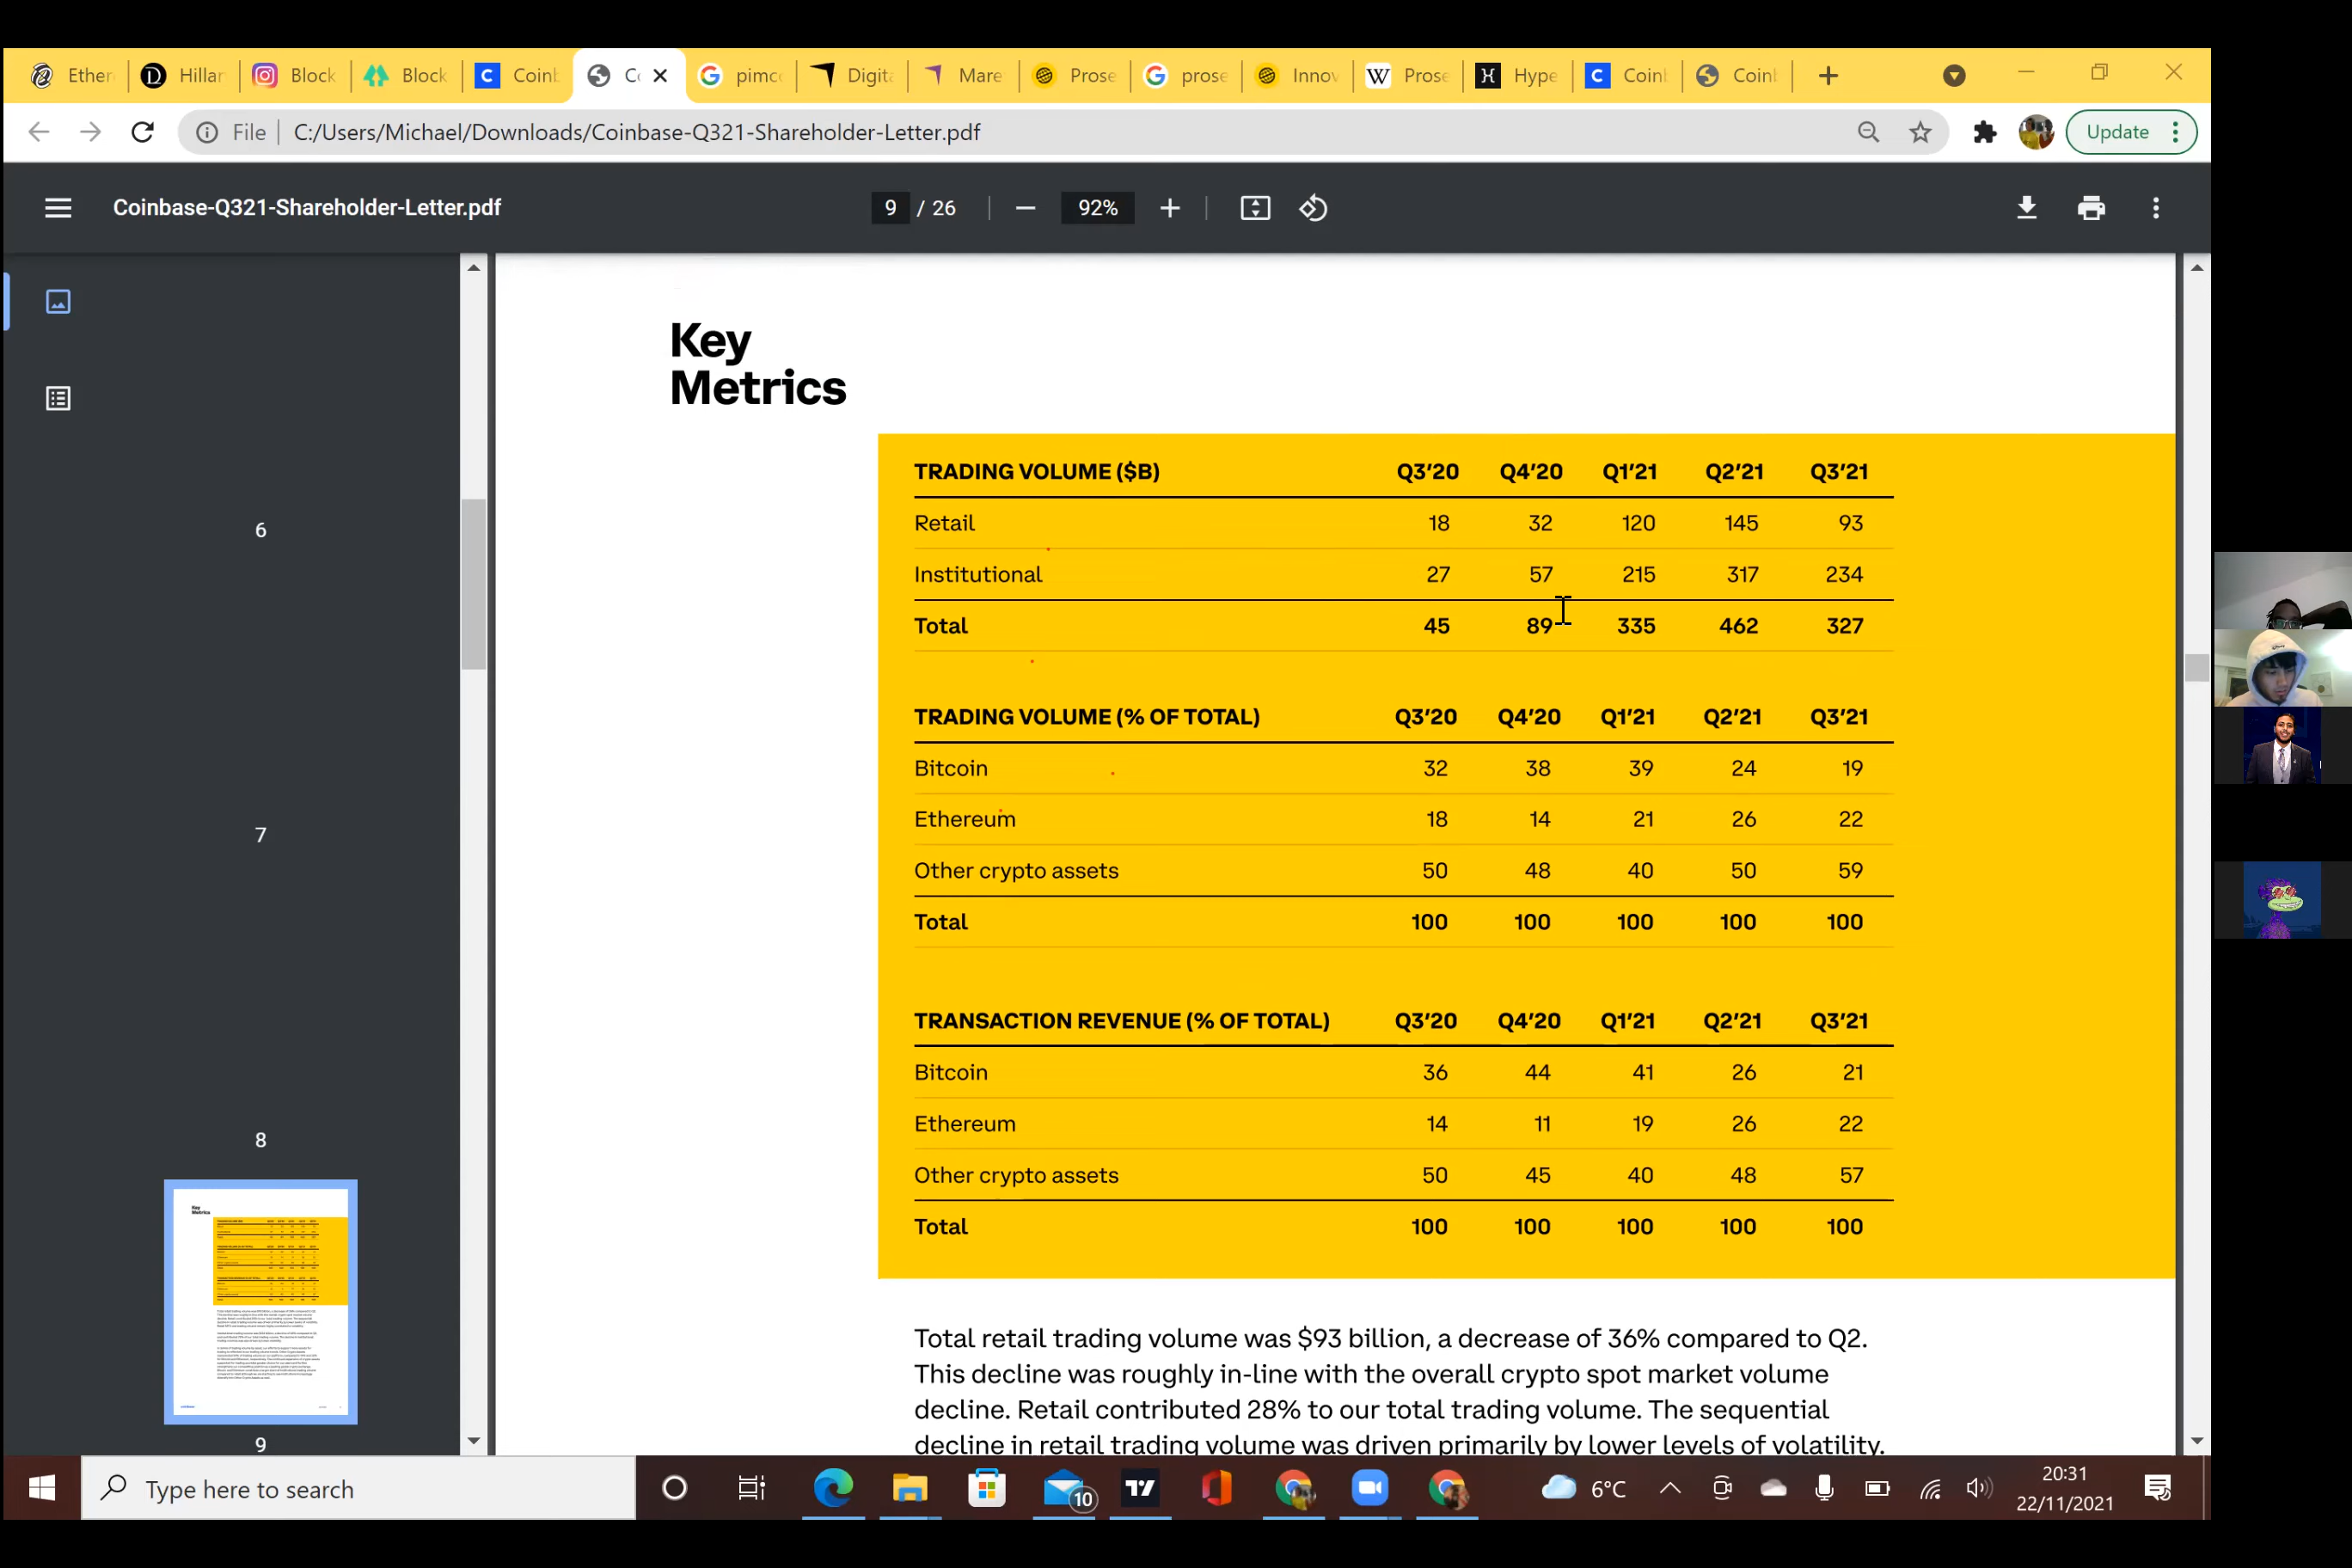 Ether
Hillar
Block
Block
Coinb
Co
pimco
Digita
Mare
Prose
prose
Innov
Prose
Hype
Coinb
Coinb
File
C:/Users/Michael/Downloads/Coinbase-Q321-Shareholder-Letter.pdf
Update
Coinbase-Q321-Shareholder-Letter.pdf
9 / 26
92%
6
7
8
9
Key
Metrics
TRADING VOLUME ($B) Q3'20 Q4'20 Q1'21 Q2'21 Q3'21
Retail 18 32 120 145 93
Institutional 27 57 215 317 234
Total 45 89 335 462 327
TRADING VOLUME (% OF TOTAL) Q3'20 Q4'20 Q1'21 Q2'21 Q3'21
Bitcoin 32 38 39 24 19
Ethereum 18 14 21 26 22
Other crypto assets 50 48 40 50 59
Total 100 100 100 100 100
TRANSACTION REVENUE (% OF TOTAL) Q3'20 Q4'20 Q1'21 Q2'21 Q3'21
Bitcoin 36 44 41 26 21
Ethereum 14 11 19 26 22
Other crypto assets 50 45 40 48 57
Total 100 100 100 100 100
Total retail trading volume was $93 billion, a decrease of 36% compared to Q2.
This decline was roughly in-line with the overall crypto spot market volume
decline. Retail contributed 28% to our total trading volume. The sequential
decline in retail trading volume was driven primarily by lower levels of volatility.
Type here to search
10
6°C
20:31
22/11/2021